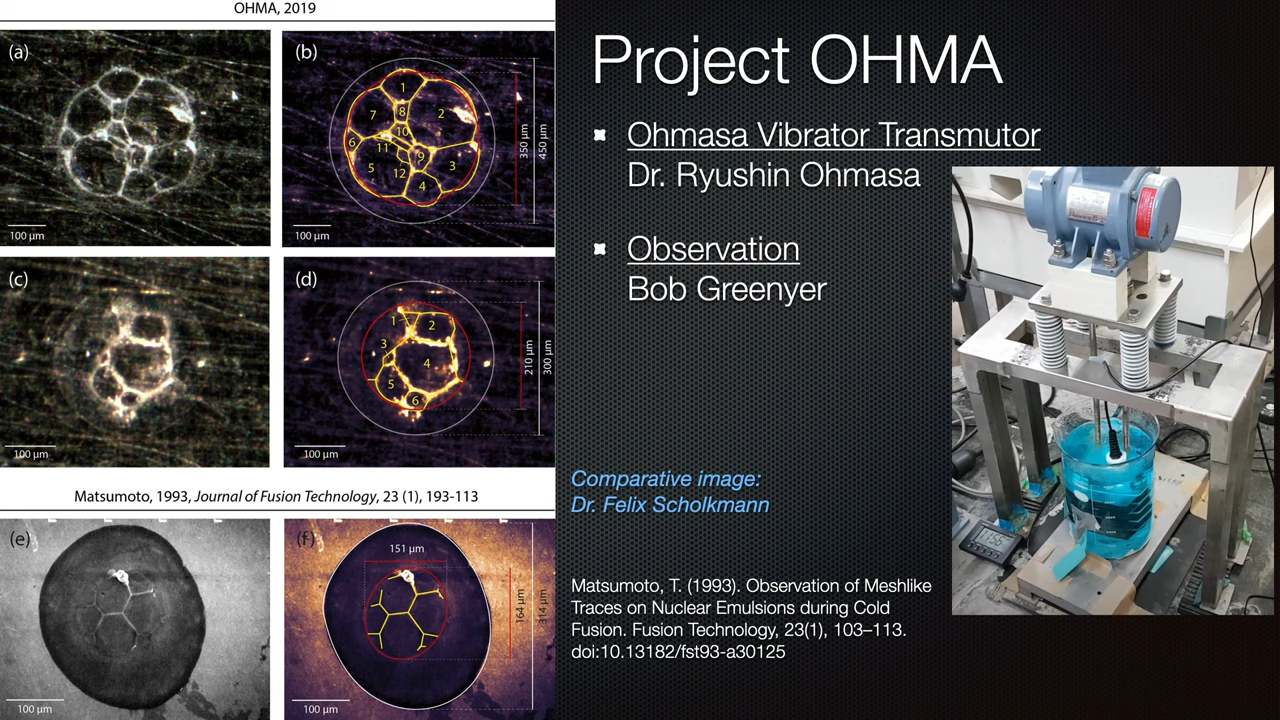 OHMA, 2019
(a)
100 µm
(b)
1
2
3
4
5
6
7
8
9
10
11
12
350 µm
450 µm
100 µm
(c)
100 µm
(d)
1
2
3
4
5
6
210 µm
300 µm
100 µm
Matsumoto, 1993, Journal of Fusion Technology, 23 (1), 193-113
(e)
100 µm
(f)
151 µm
164 µm
314 µm
100 µm
Project OHMA
Ohmasa Vibrator Transmutor
Dr. Ryushin Ohmasa
Observation
Bob Greenyer
Comparative image:
Dr. Felix Scholkmann
Matsumoto, T. (1993). Observation of Meshlike
Traces on Nuclear Emulsions during Cold
Fusion. Fusion Technology, 23(1), 103–113.
doi:10.13182/fst93-a30125